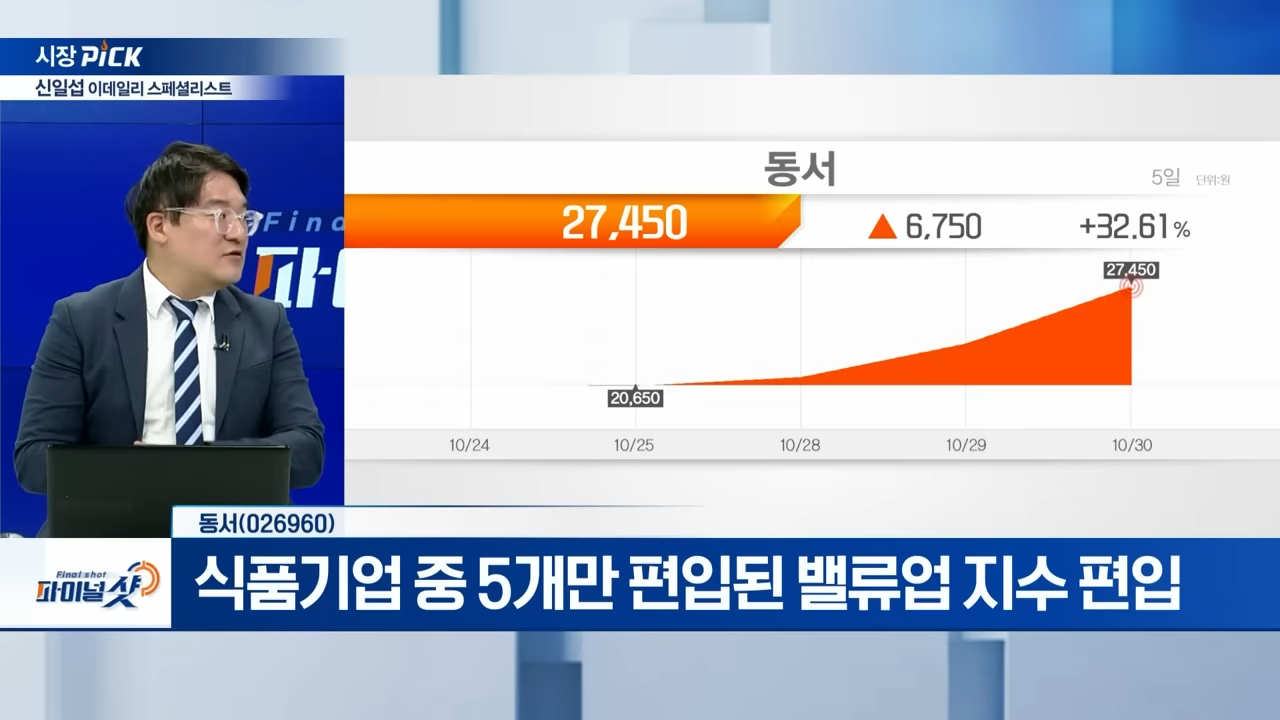 시장 PiCK
신일섭 이데일리 스페셜리스트
Fina
파이
동서
5일 단위:원
27,450 ▲ 6,750 +32.61%
27,450
20,650
10/24 10/25 10/28 10/29 10/30
동서(026960)
Final shot
파이널샷
식품기업 중 5개만 편입된 밸류업 지수 편입